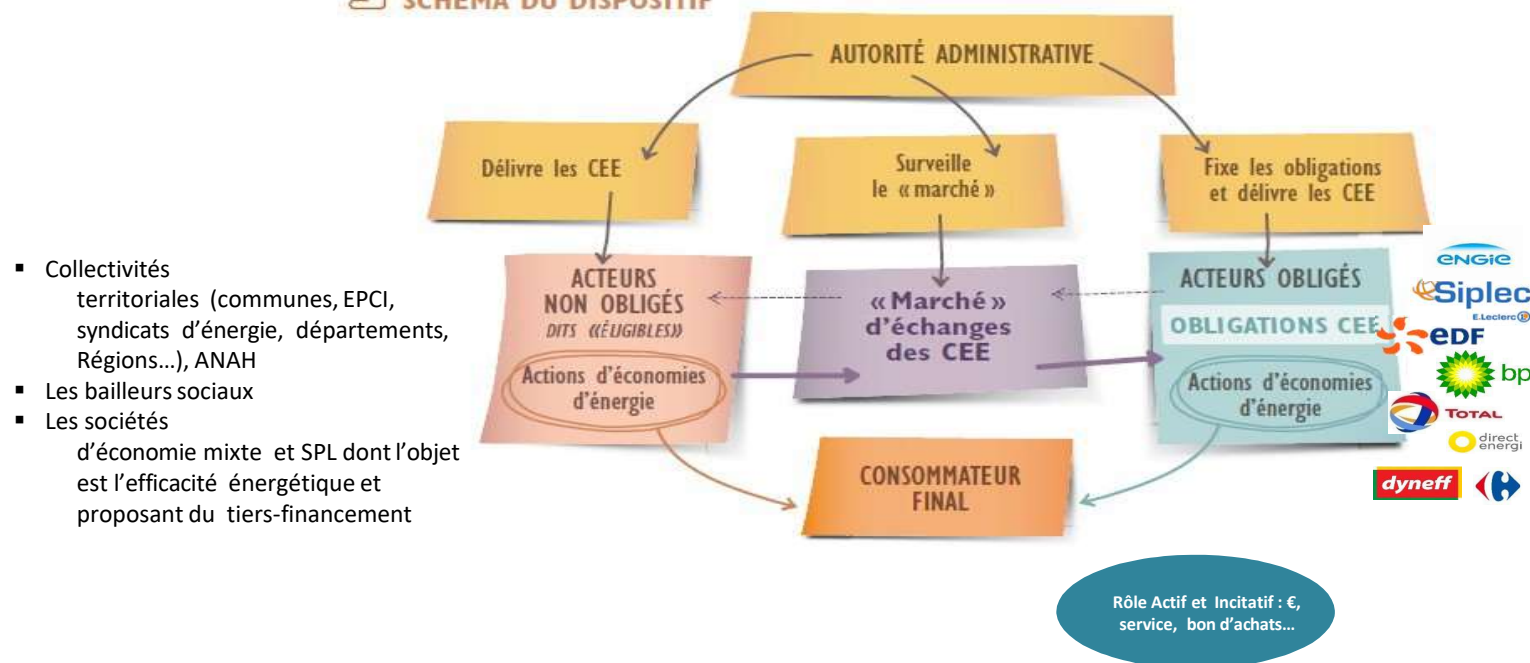 SCHÉMA DU DISPOSITIF
AUTORITÉ ADMINISTRATIVE
Délivre les CEE
Surveille
le « marché »
Fixe les obligations
et délivre les CEE
▪ Collectivités
territoriales (communes, EPCI,
syndicats d’énergie, départements,
Régions…), ANAH
▪ Les bailleurs sociaux
▪ Les sociétés
d’économie mixte et SPL dont l’objet
est l’efficacité énergétique et
proposant du tiers-financement
ACTEURS
NON OBLIGÉS
DITS «ÉLIGIBLES»
Actions d’économies
d’énergie
« Marché »
d’échanges
des CEE
ACTEURS OBLIGÉS
OBLIGATIONS CEE
Actions d’économies
d’énergie
ENGIE
Siplec
E.Leclerc
eDF
bp
TOTAL
direct
energi
dyneff
CONSOMMATEUR
FINAL
Rôle Actif et Incitatif : €,
service, bon d’achats…